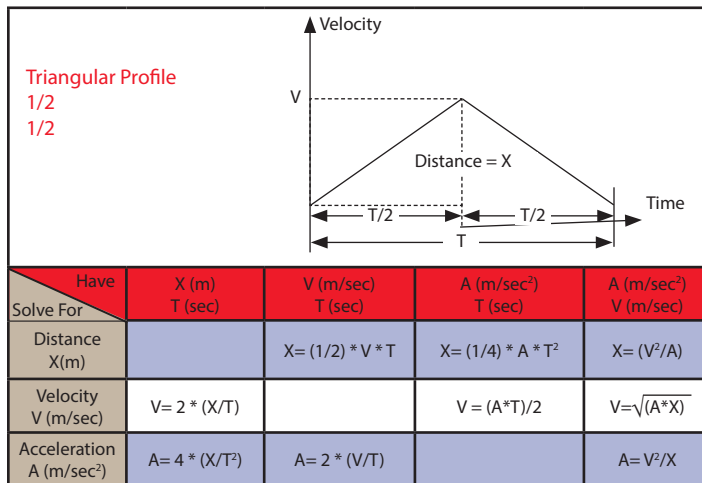 Velocity
Triangular Profile
1/2
1/2
V
Distance = X
Time
T/2
T/2
T
Have
Solve For
X (m)
T (sec)
V (m/sec)
T (sec)
A (m/sec²)
T (sec)
A (m/sec²)
V (m/sec)
Distance
X(m)
X= (1/2) * V * T
X= (1/4) * A * T²
X= (V²/A)
Velocity
V (m/sec)
V= 2 * (X/T)
V = (A*T)/2
V=√(A*X)
Acceleration
A (m/sec²)
A= 4 * (X/T²)
A= 2 * (V/T)
A= V²/X